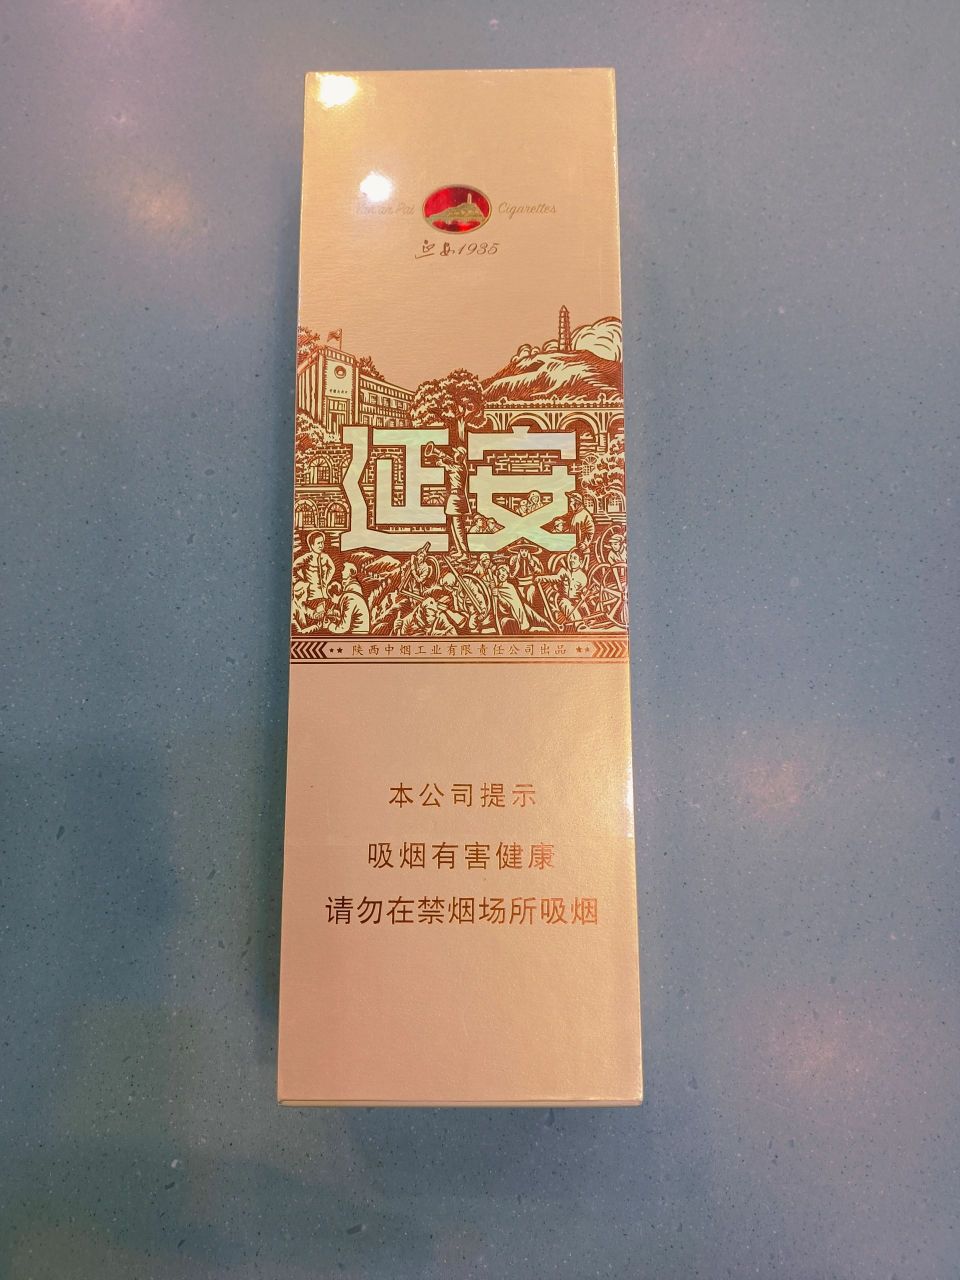 Yan'an Pai Cigarettes
延安1935
延安
陕西中烟工业有限责任公司出品
本公司提示
吸烟有害健康
请勿在禁烟场所吸烟